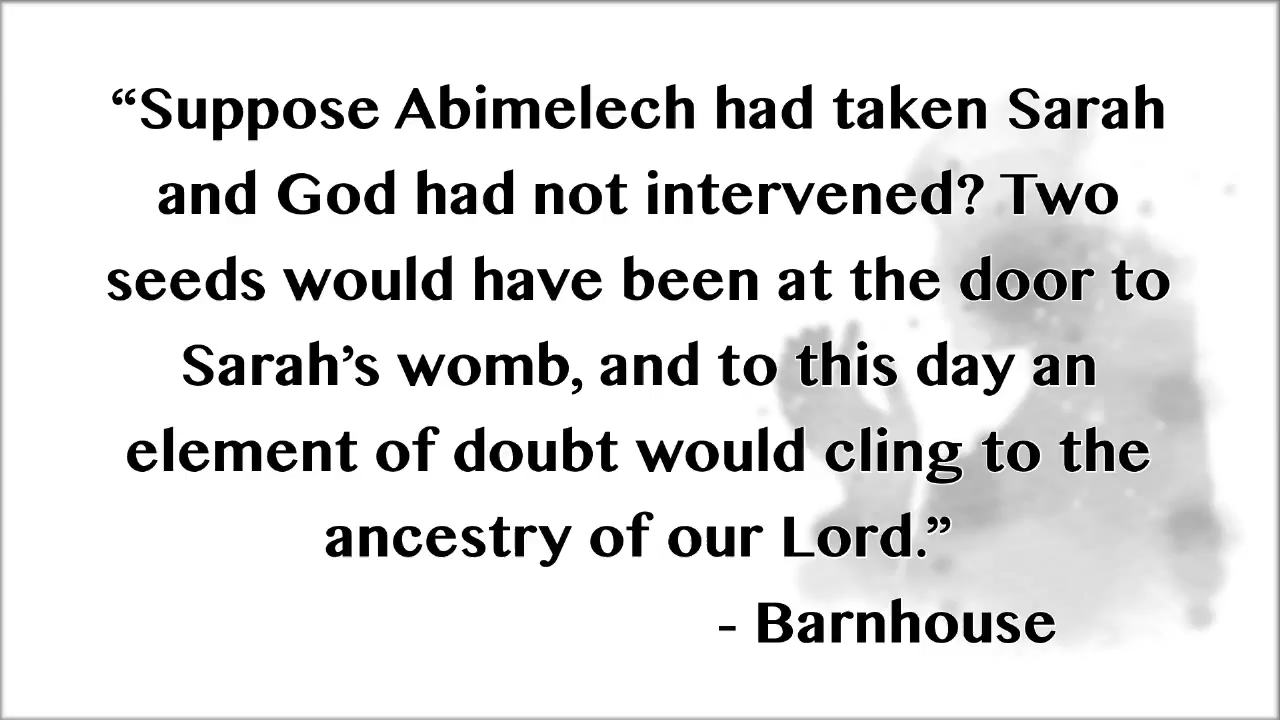 “Suppose Abimelech had taken Sarah
and God had not intervened? Two
seeds would have been at the door to
Sarah’s womb, and to this day an
element of doubt would cling to the
ancestry of our Lord.”
- Barnhouse